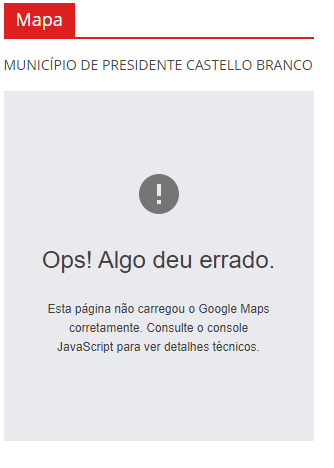 Mapa
MUNICÍPIO DE PRESIDENTE CASTELLO BRANCO
Ops! Algo deu errado.
Esta página não carregou o Google Maps
corretamente. Consulte o console
JavaScript para ver detalhes técnicos.